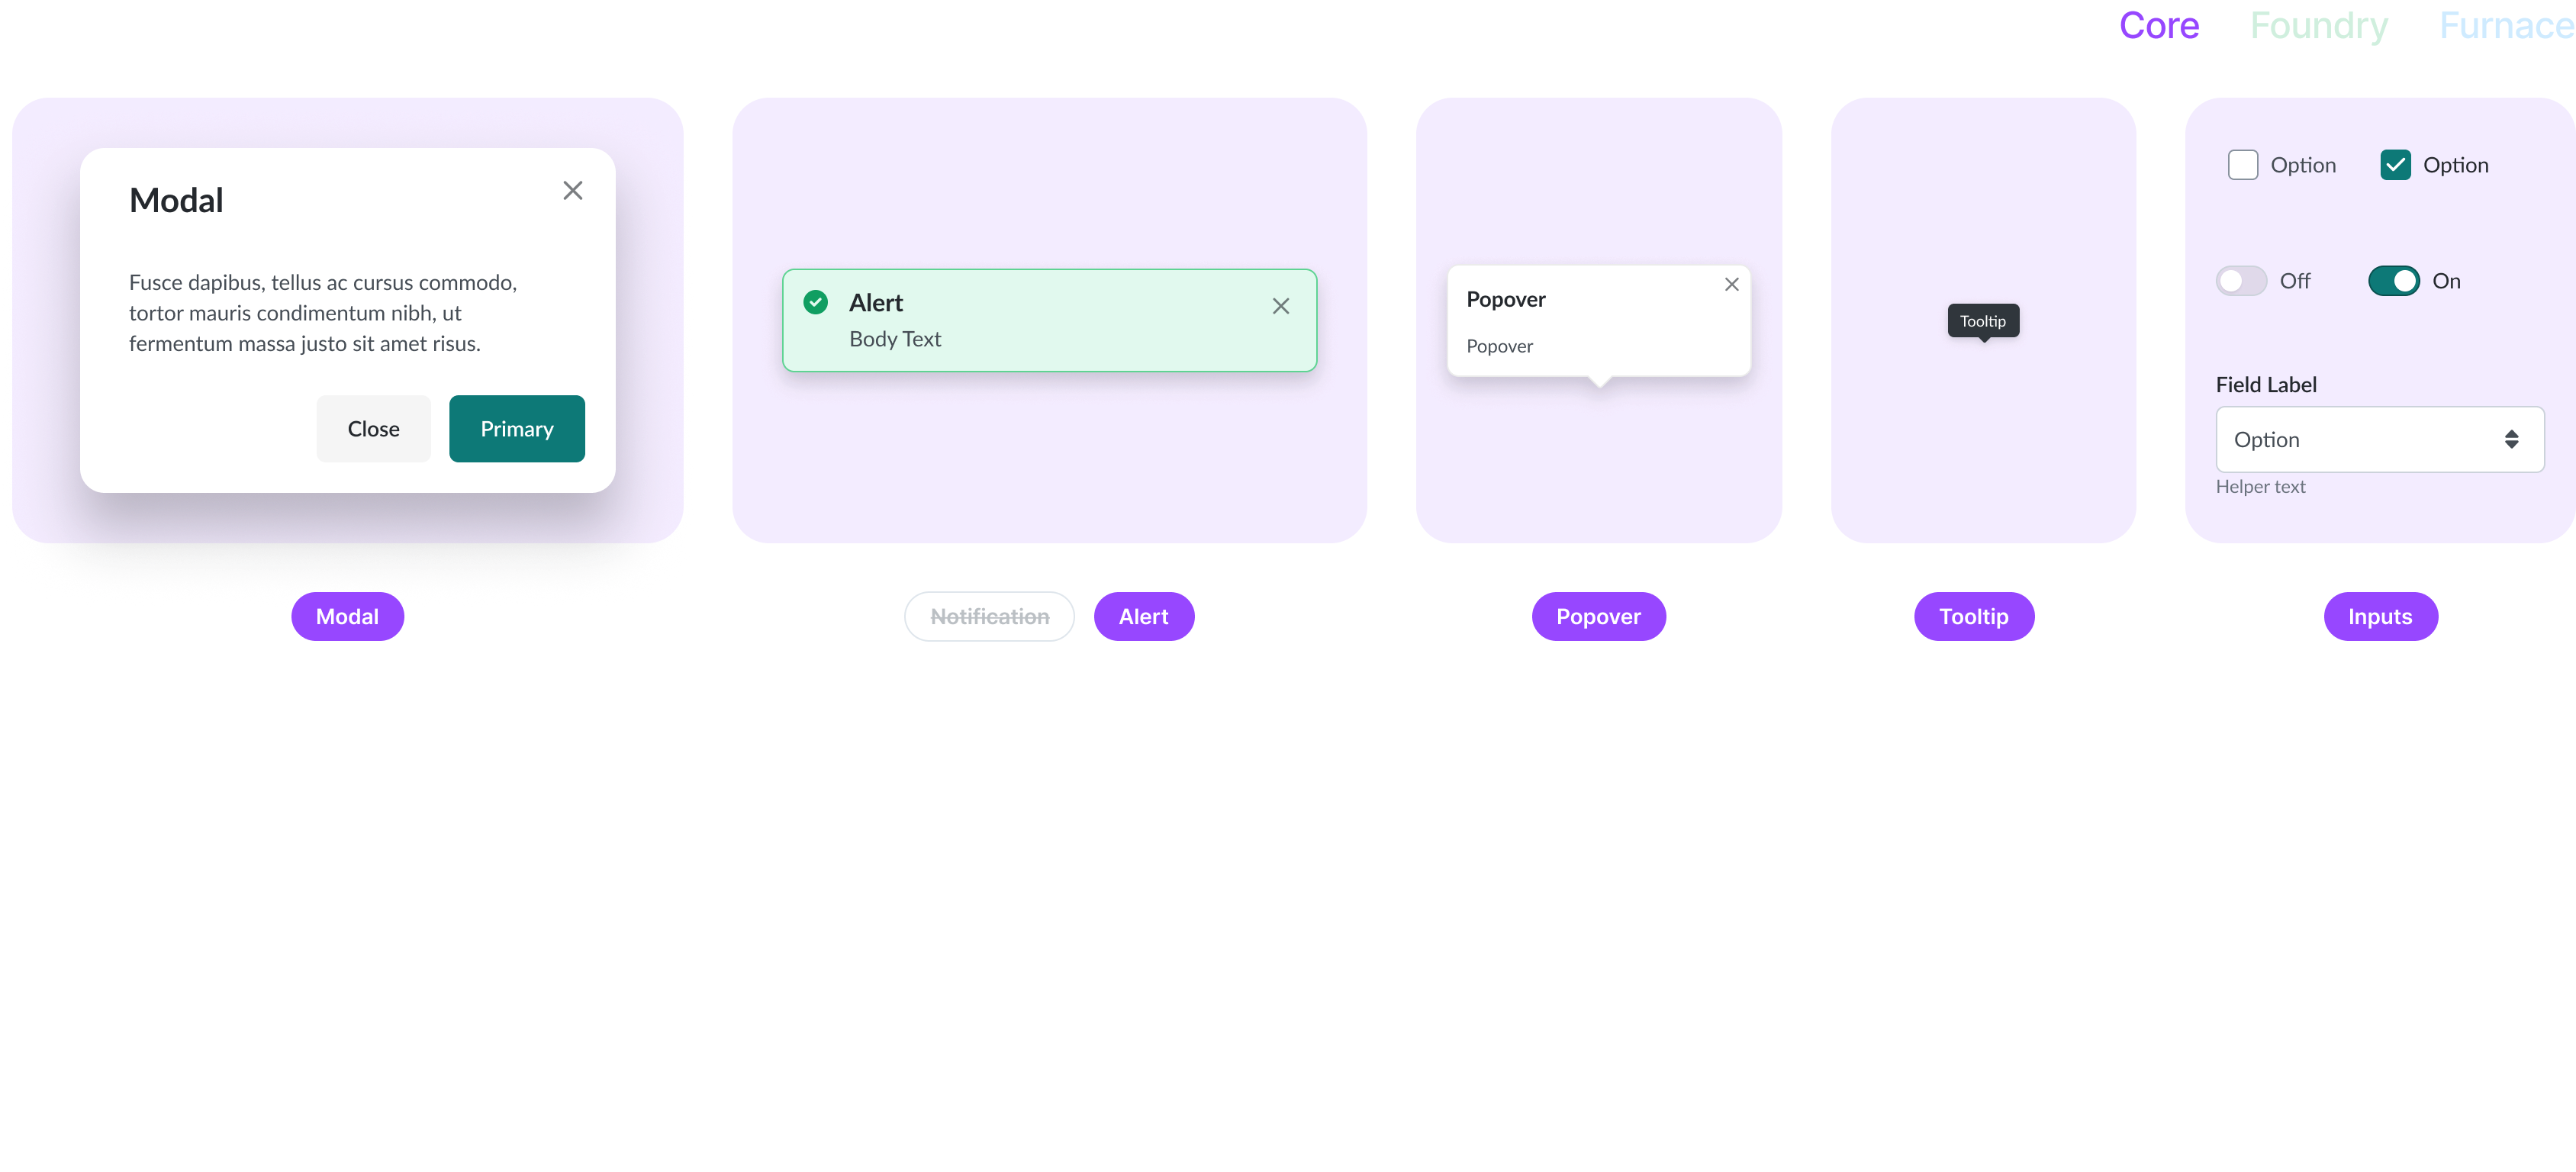 Core Foundry Furnace
Modal
Fusce dapibus, tellus ac cursus commodo,
tortor mauris condimentum nibh, ut
fermentum massa justo sit amet risus.
Close
Primary
Alert
Body Text
Popover
Popover
Tooltip
Option
Option
Off
On
Field Label
Option
Helper text
Modal
Notification
Alert
Popover
Tooltip
Inputs